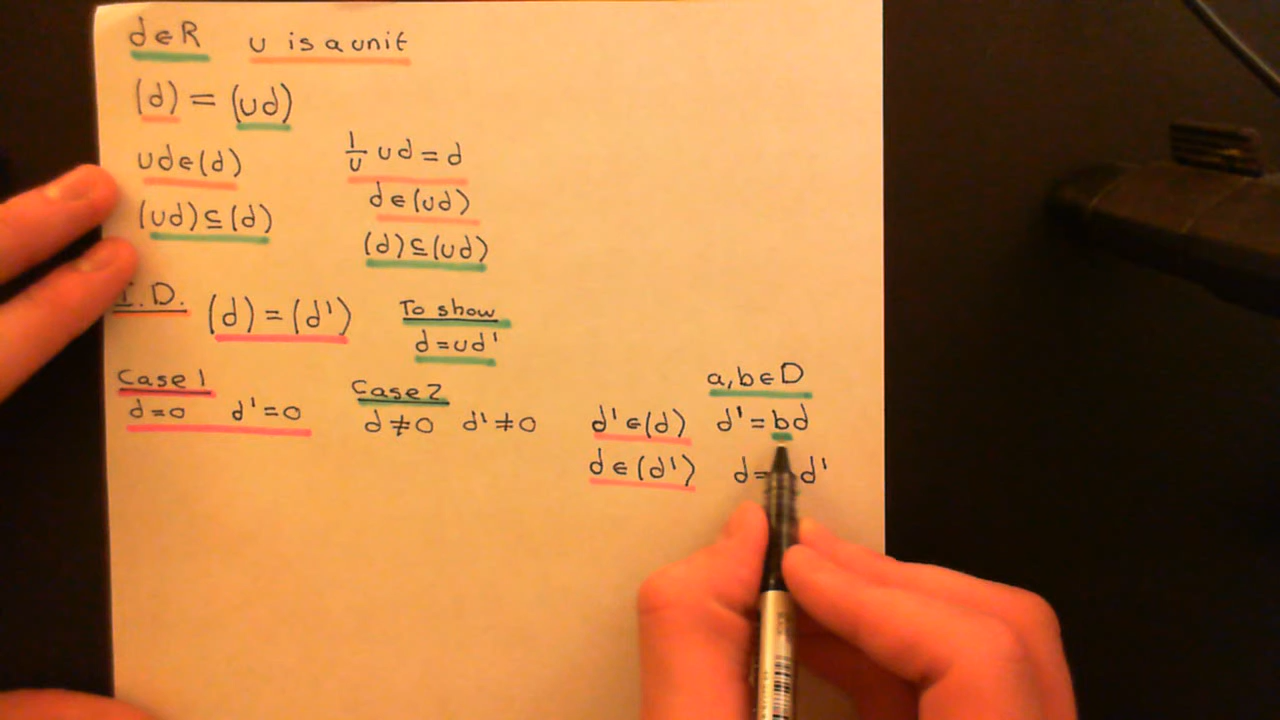 d∈R u is a unit
(d) = (ud)
ud∈(d) 1/u ud = d
d∈(ud)
(ud)⊆(d)
(d)⊆(ud)
I.D. (d) = (d') To show
d=ud'
Case 1 Case 2
d=0 d'=0 d≠0 d'≠0
a,b∈D
d'∈(d) d'=bd
d∈(d') d= d'